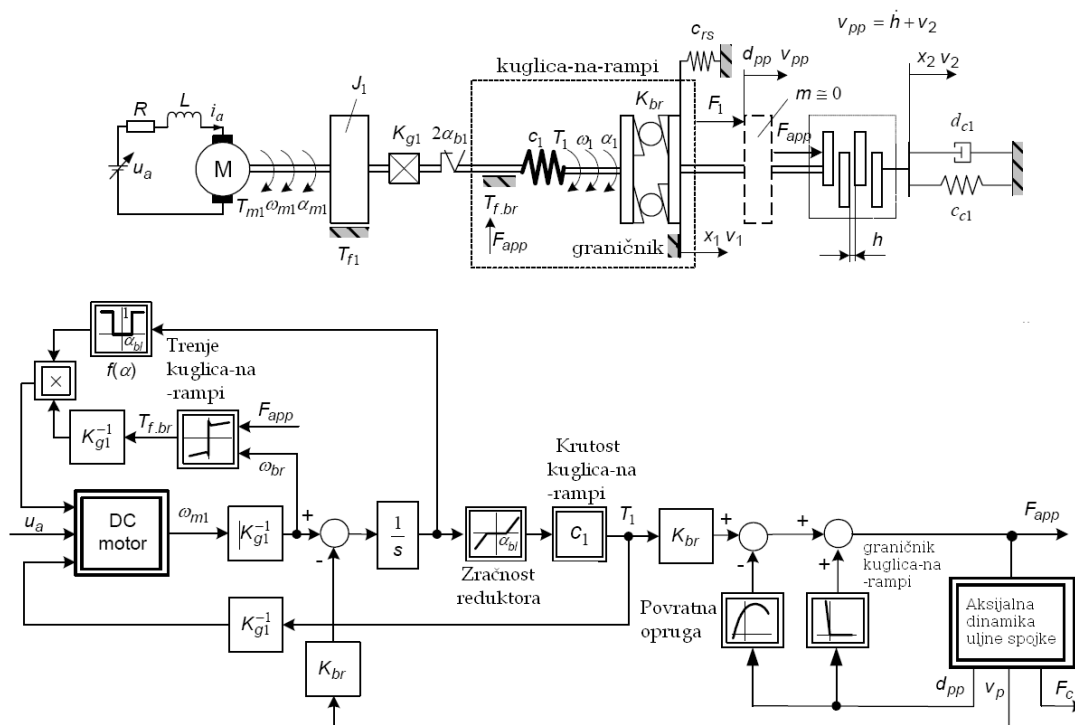 v_pp = ḣ + v_2
c_rs
kuglica-na-rampi
d_pp v_pp
x_2 v_2
J_1
K_br
m ≅ 0
R L i_a
F_1
K_g1 2α_b1 c_1 T_1 ω_1 α_1
F_app
d_c1
u_a
M
T_m1 ω_m1 α_m1
T_f.br
c_c1
F_app
graničnik
x_1 v_1
h
T_f1
1
α_bl
f(α)
Trenje
kuglica-na
-rampi
×
K_g1^-1
T_f.br
F_app
ω_br
Krutost
kuglica-na-
-rampi
u_a
DC
motor
ω_m1
K_g1^-1
+
-
1
s
α_bl
c_1
T_1
K_br
+
-
+
+
F_app
Zračnost
reduktora
graničnik
kuglica-na
-rampi
K_g1^-1
K_br
Povratna
opruga
Aksijalna
dinamika
uljne spojke
d_pp
v_p
F_c